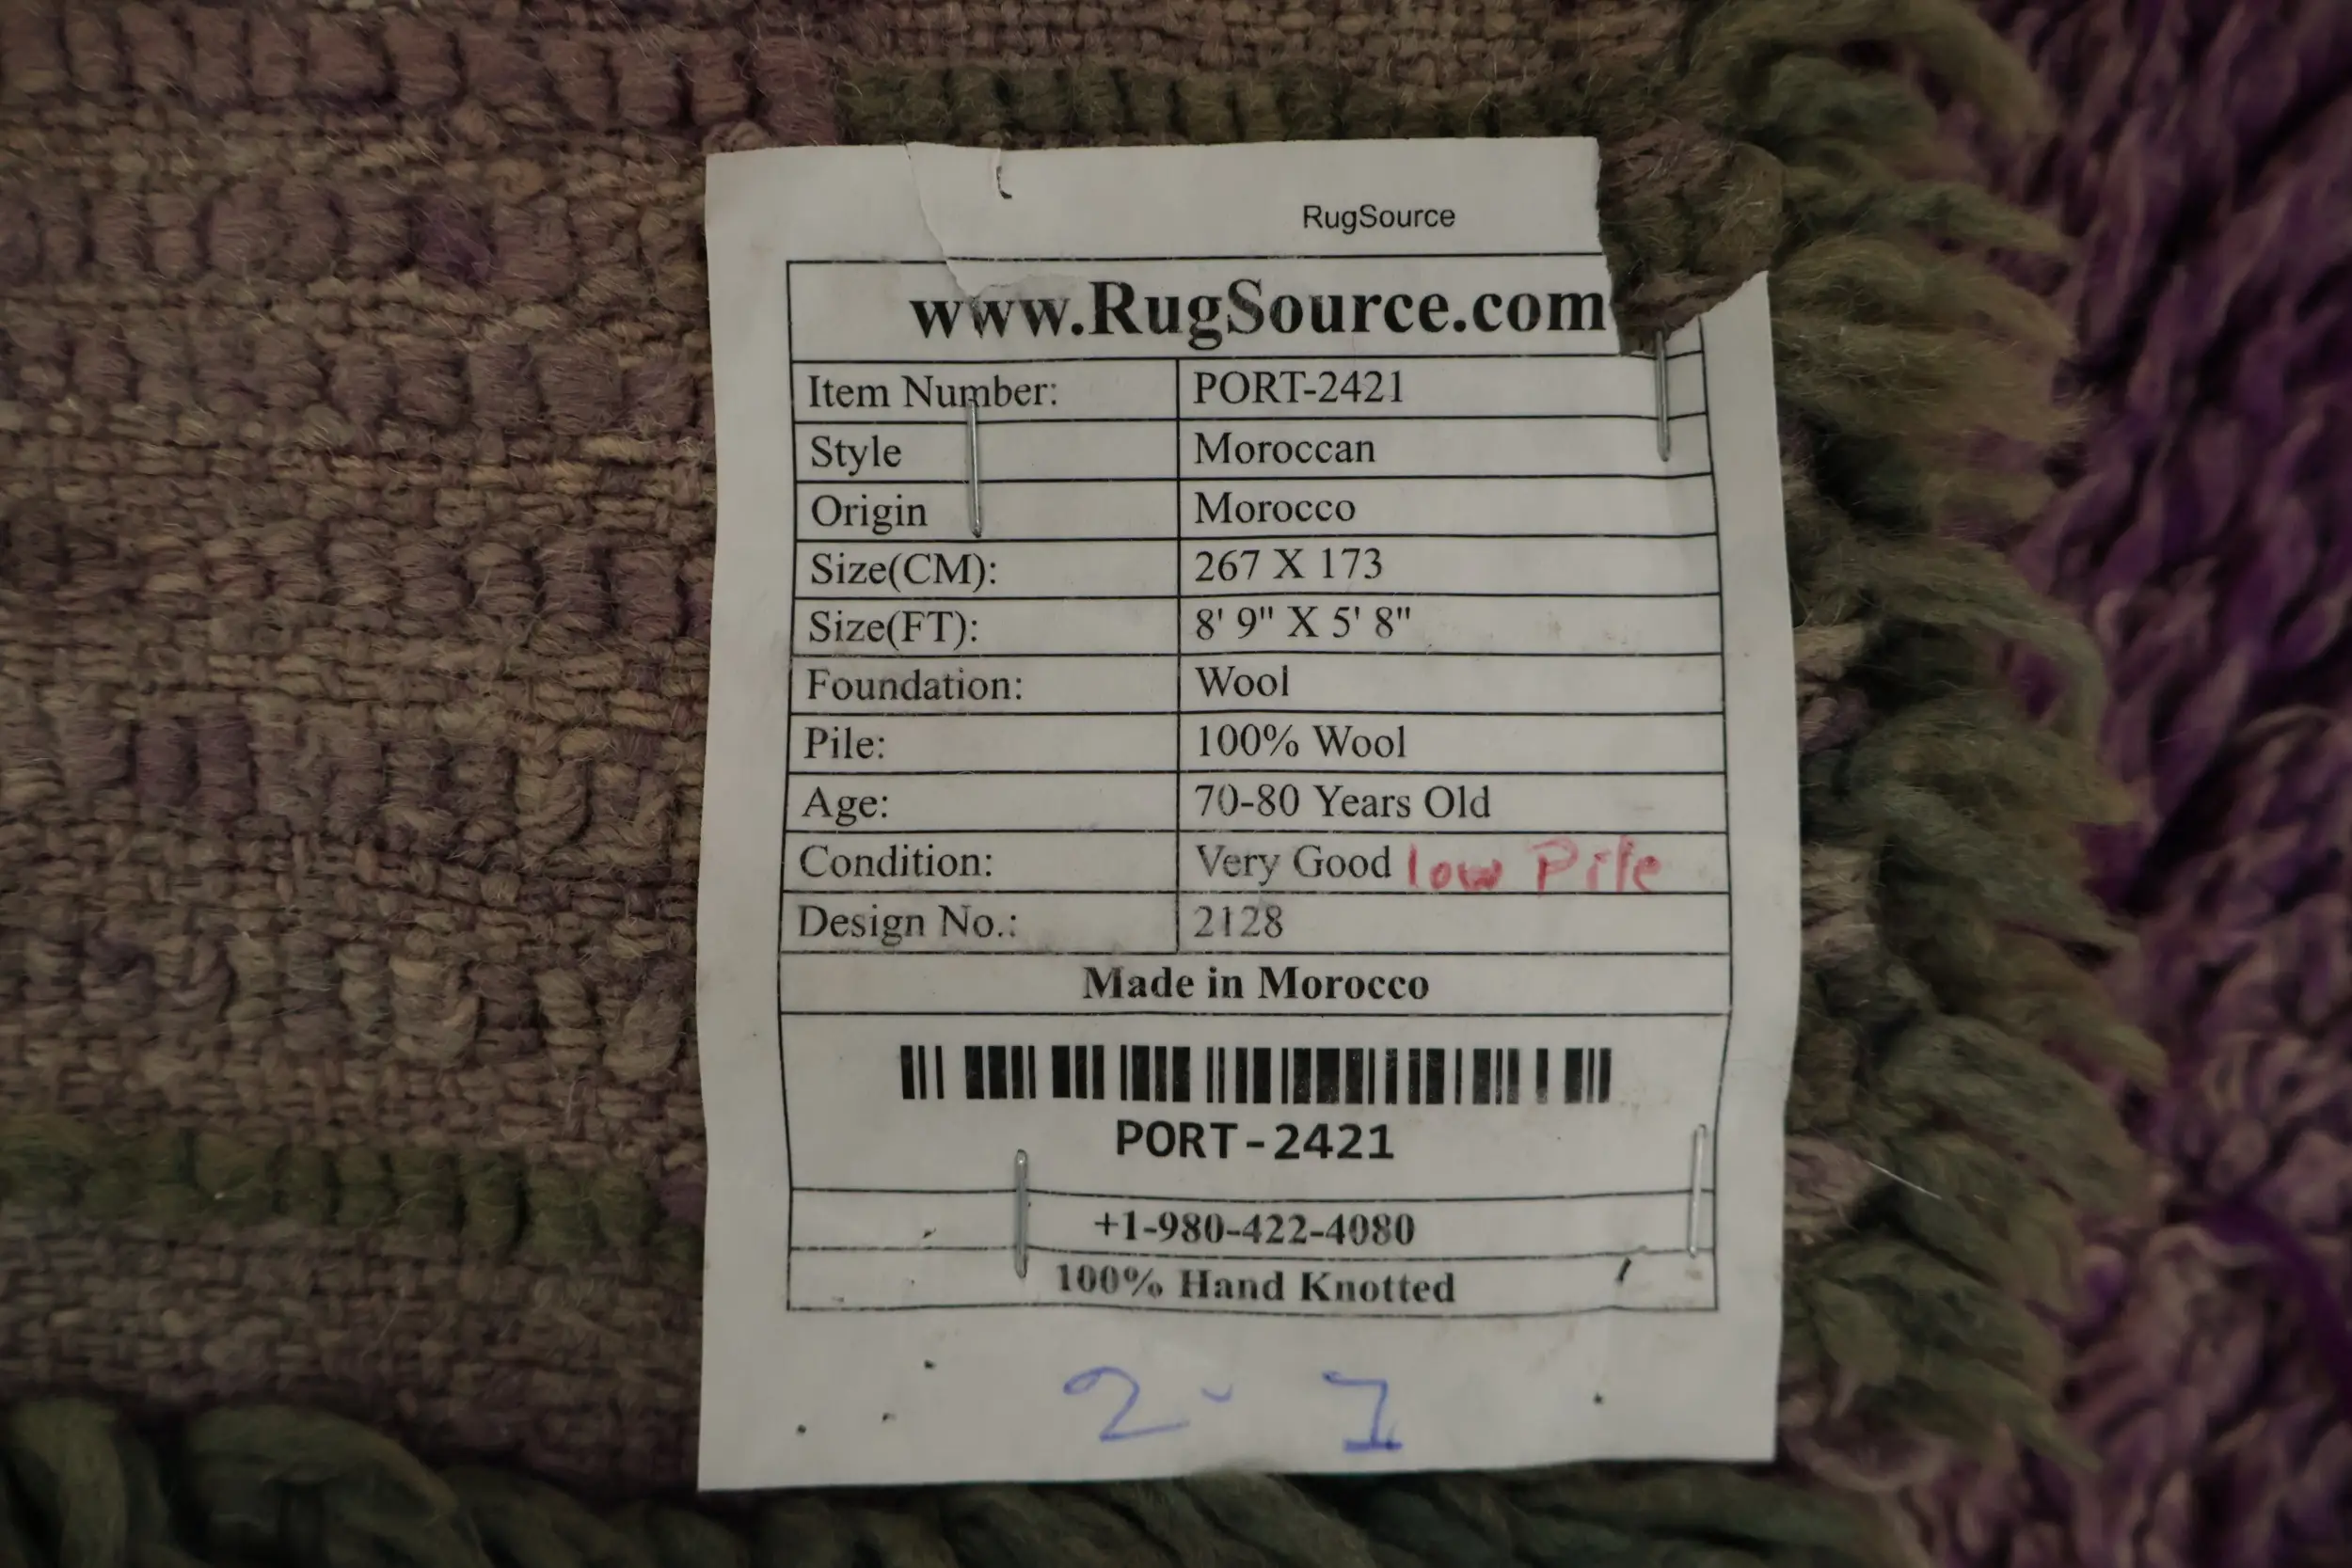 RugSource
www.RugSource.com
Item Number: PORT-2421
Style Moroccan
Origin Morocco
Size(CM): 267 X 173
Size(FT): 8' 9" X 5' 8"
Foundation: Wool
Pile: 100% Wool
Age: 70-80 Years Old
Condition: Very Good low Pile
Design No.: 2128
Made in Morocco
PORT-2421
+1-980-422-4080
100% Hand Knotted
2-1